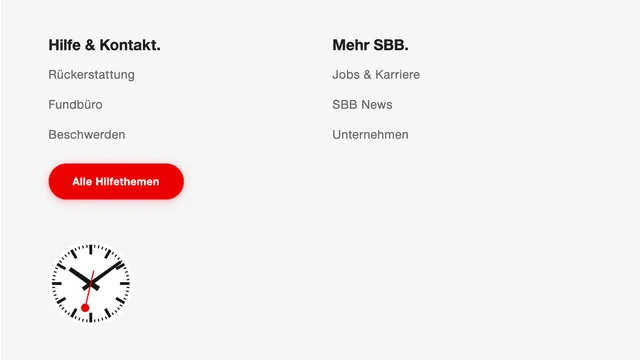 Hilfe & Kontakt.
Rückerstattung
Fundbüro
Beschwerden
Alle Hilfethemen
Mehr SBB.
Jobs & Karriere
SBB News
Unternehmen